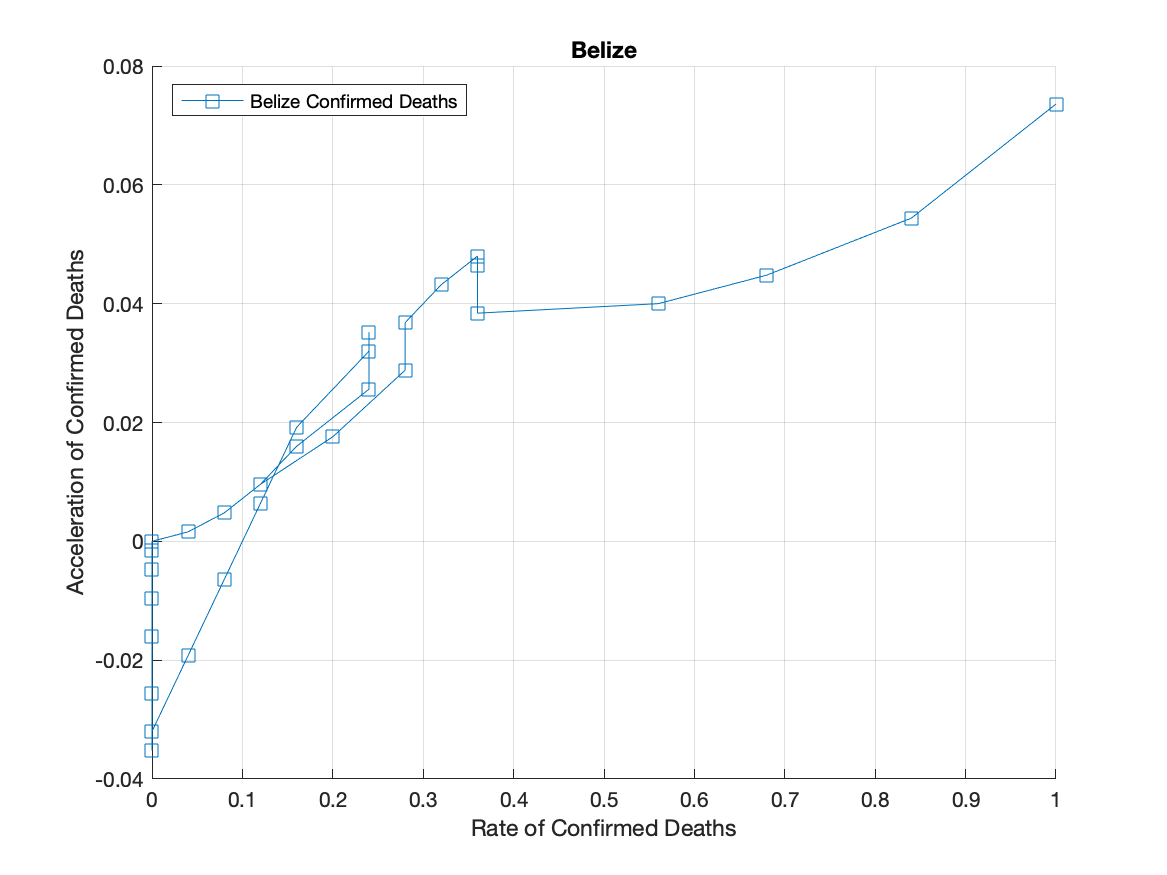 Belize
Belize Confirmed Deaths
Acceleration of Confirmed Deaths
0.08
0.06
0.04
0.02
0
-0.02
-0.04
0 0.1 0.2 0.3 0.4 0.5 0.6 0.7 0.8 0.9 1
Rate of Confirmed Deaths